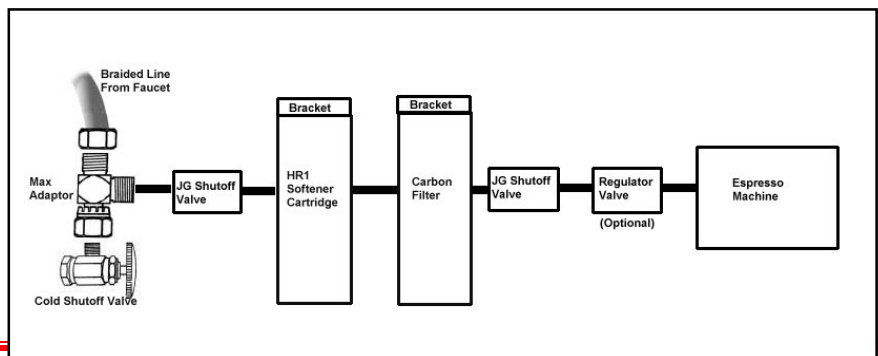 Braided Line
From Faucet
Max
Adaptor
Cold Shutoff Valve
JG Shutoff
Valve
Bracket
HR1
Softener
Cartridge
Bracket
Carbon
Filter
JG Shutoff
Valve
Regulator
Valve
(Optional)
Espresso
Machine